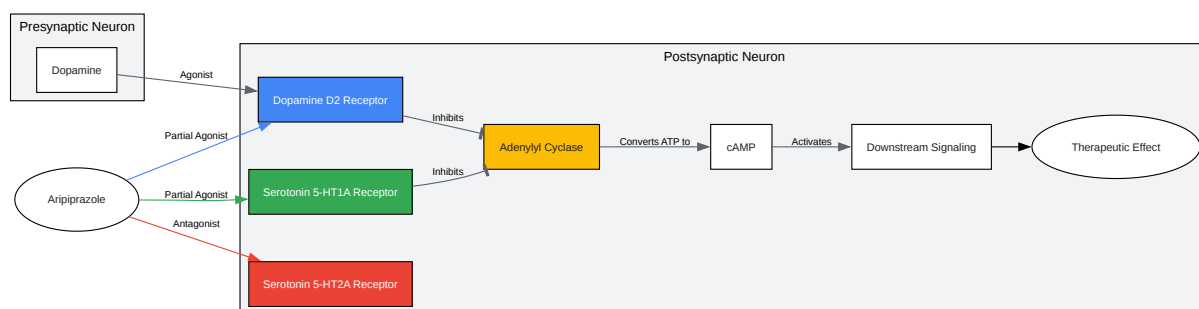 Presynaptic Neuron
Dopamine
Postsynaptic Neuron
Agonist
Dopamine D2 Receptor
Partial Agonist
Inhibits
Adenylyl Cyclase
Converts ATP to
cAMP
Activates
Downstream Signaling
Therapeutic Effect
Aripiprazole
Partial Agonist
Serotonin 5-HT1A Receptor
Inhibits
Antagonist
Serotonin 5-HT2A Receptor